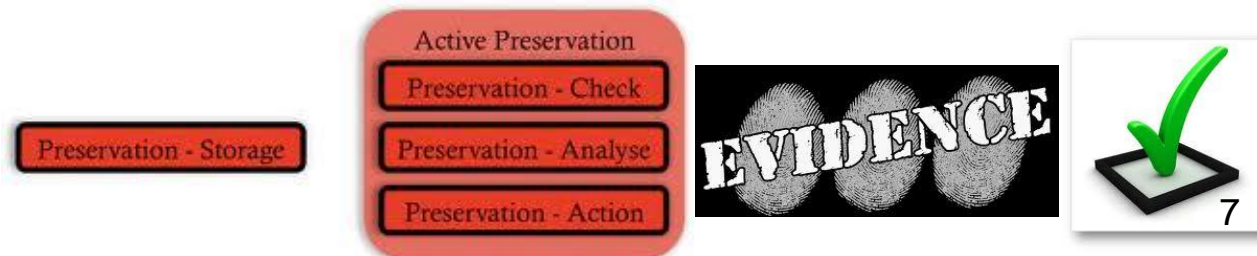 Preservation - Storage
Active Preservation
Preservation - Check
Preservation - Analyse
Preservation - Action
EVIDENCE
7